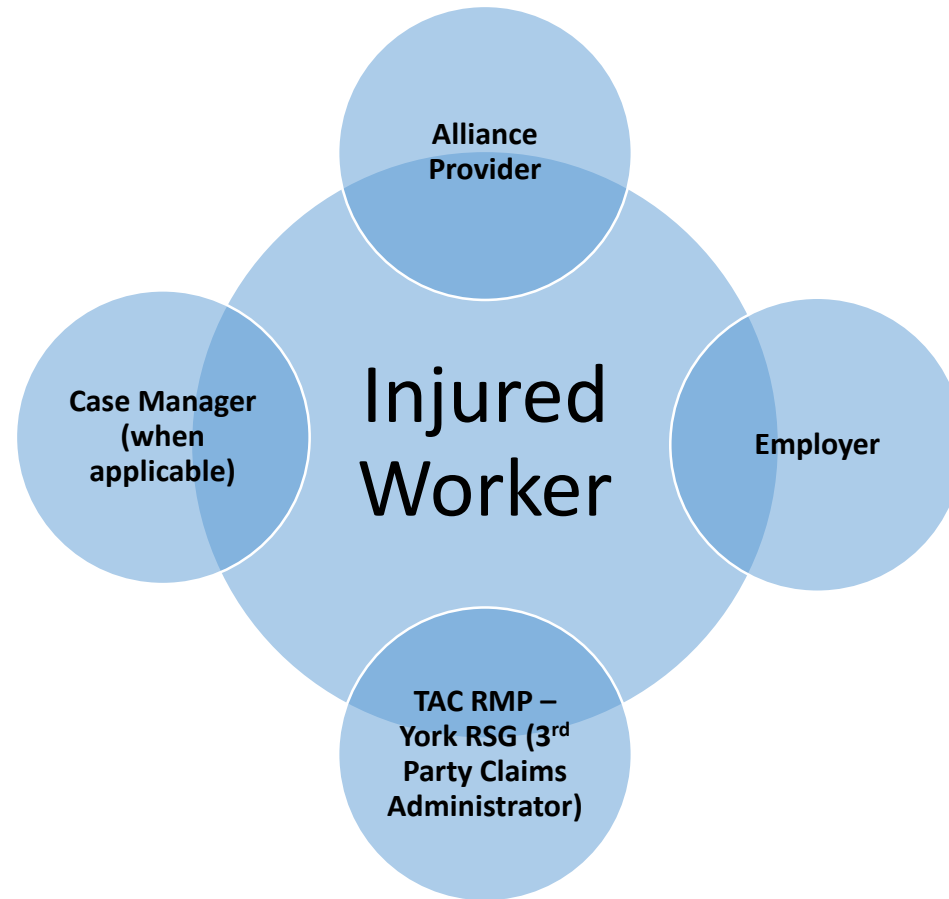 Alliance
Provider
Case Manager
(when
applicable)
Injured
Worker
Employer
TAC RMP –
York RSG (3rd
Party Claims
Administrator)